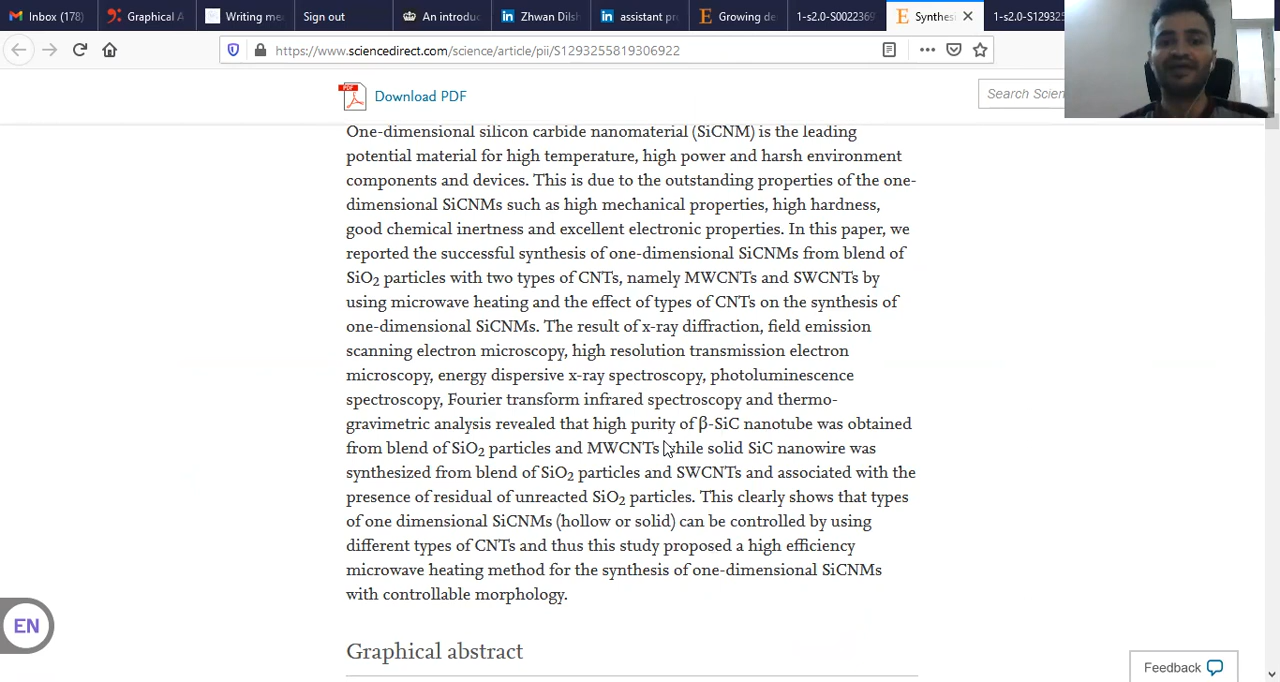 Inbox (178)
Graphical A
Writing me
Sign out
An introduc
Zhwan Dilsh
assistant pr
Growing de
1-s2.0-S0022369
Synthesi
1-s2.0-S129325
https://www.sciencedirect.com/science/article/pii/S1293255819306922
Download PDF
Search Scien
One-dimensional silicon carbide nanomaterial (SiCNM) is the leading
potential material for high temperature, high power and harsh environment
components and devices. This is due to the outstanding properties of the one-
dimensional SiCNMs such as high mechanical properties, high hardness,
good chemical inertness and excellent electronic properties. In this paper, we
reported the successful synthesis of one-dimensional SiCNMs from blend of
SiO2 particles with two types of CNTs, namely MWCNTs and SWCNTs by
using microwave heating and the effect of types of CNTs on the synthesis of
one-dimensional SiCNMs. The result of x-ray diffraction, field emission
scanning electron microscopy, high resolution transmission electron
microscopy, energy dispersive x-ray spectroscopy, photoluminescence
spectroscopy, Fourier transform infrared spectroscopy and thermo-
gravimetric analysis revealed that high purity of β-SiC nanotube was obtained
from blend of SiO2 particles and MWCNTs while solid SiC nanowire was
synthesized from blend of SiO2 particles and SWCNTs and associated with the
presence of residual of unreacted SiO2 particles. This clearly shows that types
of one dimensional SiCNMs (hollow or solid) can be controlled by using
different types of CNTs and thus this study proposed a high efficiency
microwave heating method for the synthesis of one-dimensional SiCNMs
with controllable morphology.
EN
Graphical abstract
Feedback